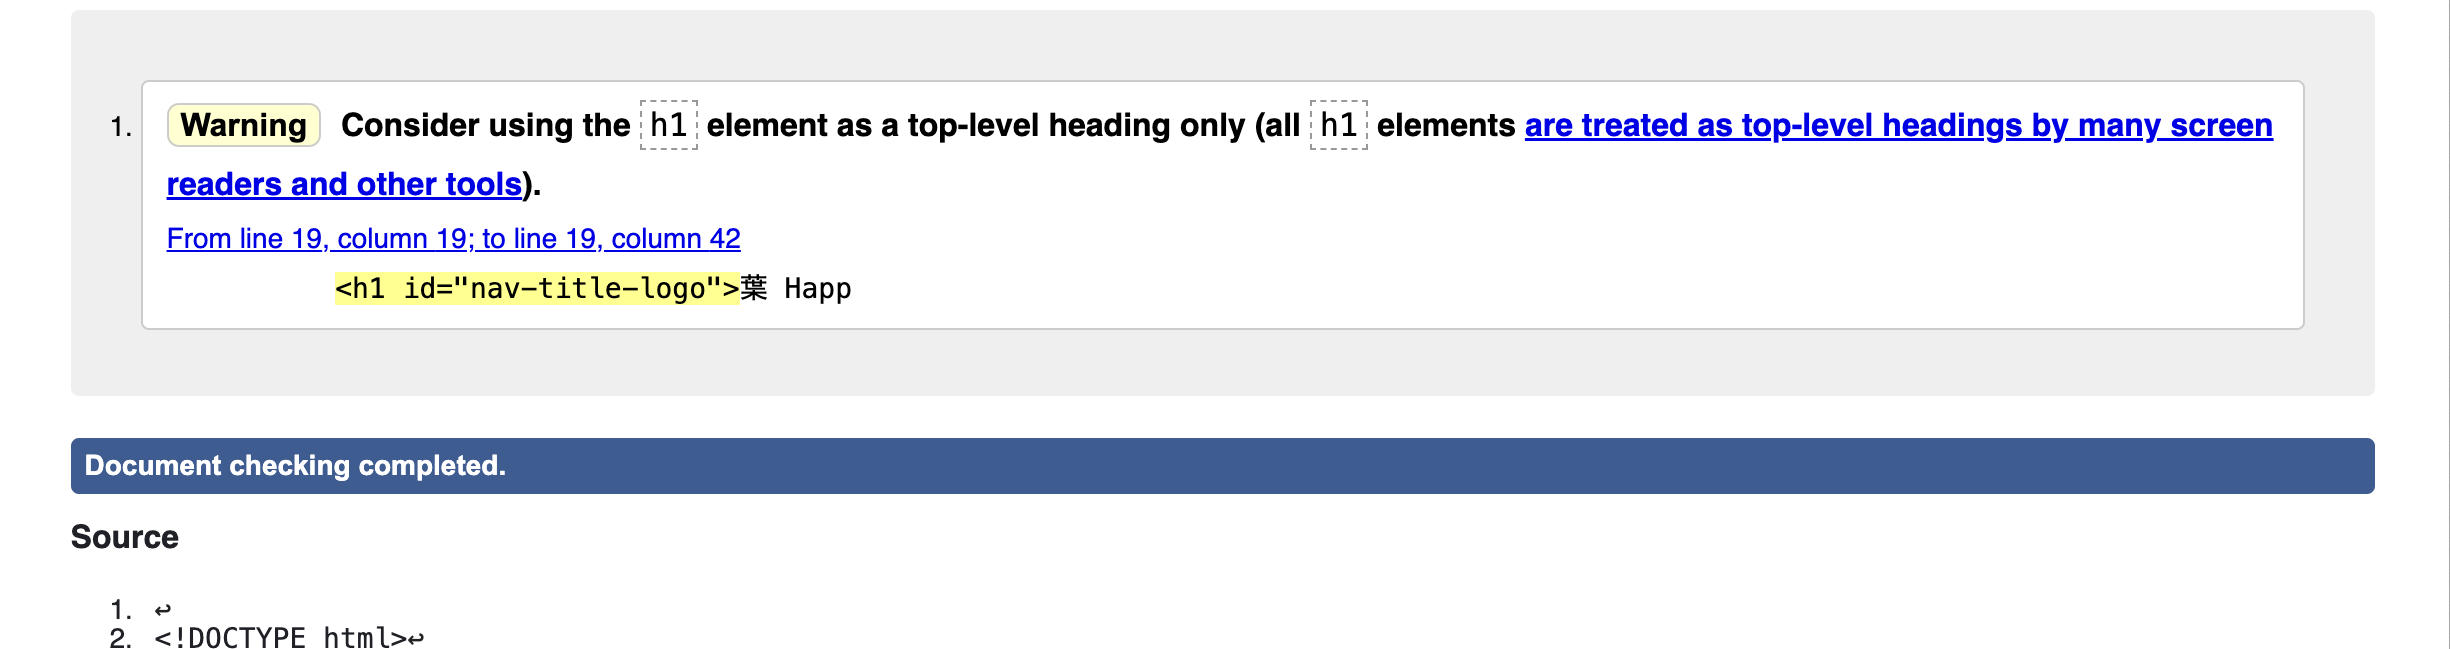 1. Warning Consider using the h1 element as a top-level heading only (all h1 elements are treated as top-level headings by many screen
readers and other tools).
From line 19, column 19; to line 19, column 42
<h1 id="nav-title-logo">葉 Happ
Document checking completed.
Source
1. ↩
2. <!DOCTYPE html>↩